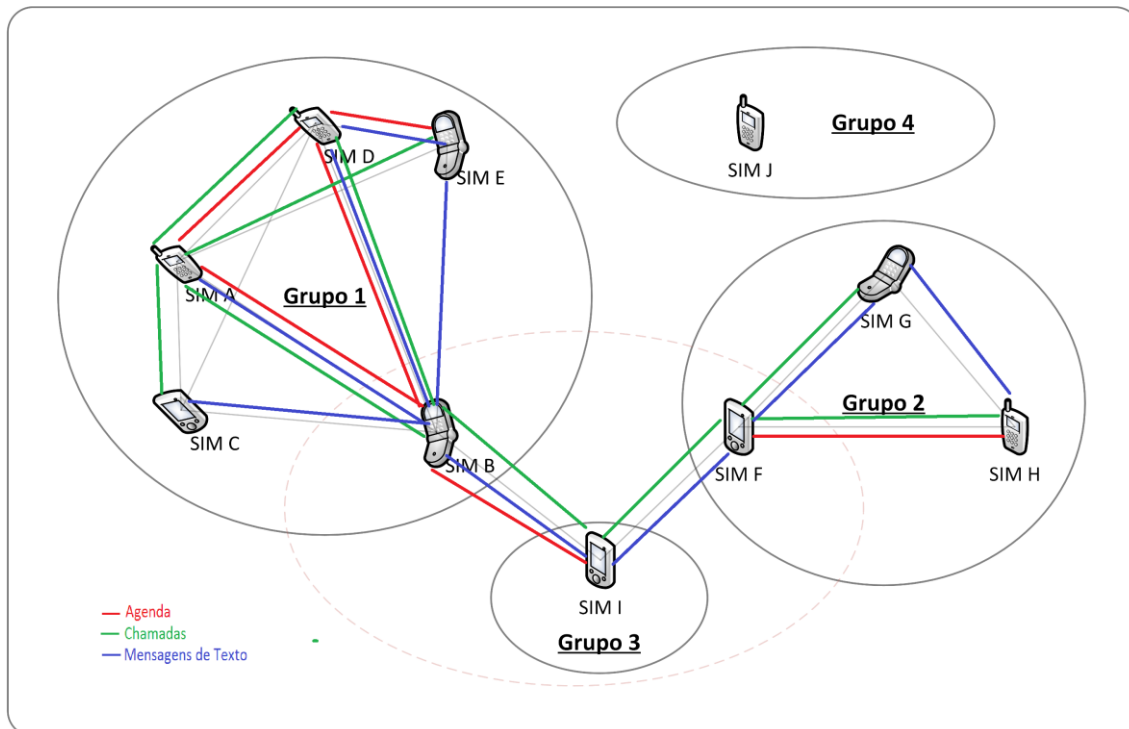 Grupo 4
SIM J
SIM D
SIM E
SIM A
Grupo 1
SIM G
SIM C
Grupo 2
SIM B
SIM F
SIM H
SIM I
Grupo 3
Agenda
Chamadas
Mensagens de Texto